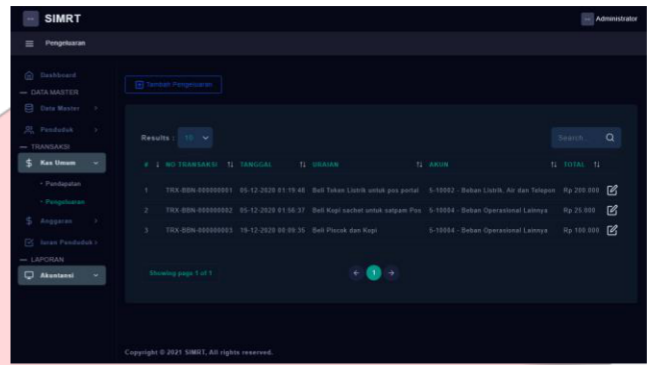 SIMRT
Administrator
Pengeluaran
Dashboard
DATA MASTER
Data Master
Penduduk
TRANSAKSI
Kas Umum
Pendapatan
Pengeluaran
Anggaran
Iuran Penduduk
LAPORAN
Akuntansi
Tambah Pengeluaran
Results : 10
Search...
# NO TRANSAKSI TANGGAL URAIAN AKUN TOTAL
1 TRX-BBN-000000001 05-12-2020 01:19:48 Beli Token Listrik untuk pos portal 5-10002 - Beban Listrik, Air dan Telepon Rp 200.000
2 TRX-BBN-000000002 05-12-2020 01:56:37 Beli Kopi sachet untuk satpam Pos 5-10004 - Beban Operasional Lainnya Rp 25.000
3 TRX-BBN-000000003 19-12-2020 00:09:35 Beli Piscok dan Kopi 5-10004 - Beban Operasional Lainnya Rp 100.000
Showing page 1 of 1
1
Copyright © 2021 SIMRT, All rights reserved.